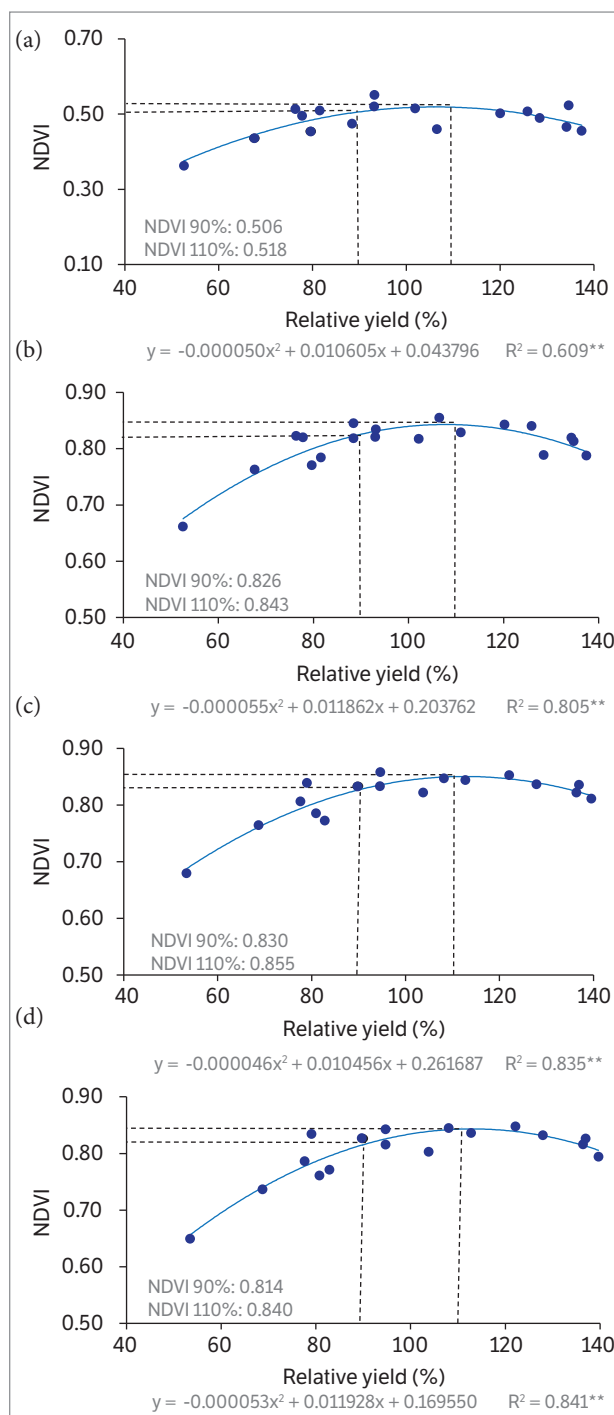 (a)
0.70
0.50
0.30
0.10
NDVI
NDVI 90%: 0.506
NDVI 110%: 0.518
40 60 80 100 120 140
Relative yield (%)
(b)
y = -0.000050x² + 0.010605x + 0.043796 R² = 0.609**
0.90
0.80
0.70
0.60
0.50
NDVI
NDVI 90%: 0.826
NDVI 110%: 0.843
40 60 80 100 120 140
Relative yield (%)
(c)
y = -0.000055x² + 0.011862x + 0.203762 R² = 0.805**
0.90
0.80
0.70
0.60
0.50
NDVI
NDVI 90%: 0.830
NDVI 110%: 0.855
40 60 80 100 120 140
Relative yield (%)
(d)
y = -0.000046x² + 0.010456x + 0.261687 R² = 0.835**
0.90
0.80
0.70
0.60
0.50
NDVI
NDVI 90%: 0.814
NDVI 110%: 0.840
40 60 80 100 120 140
Relative yield (%)
y = -0.000053x² + 0.011928x + 0.169550 R² = 0.841**